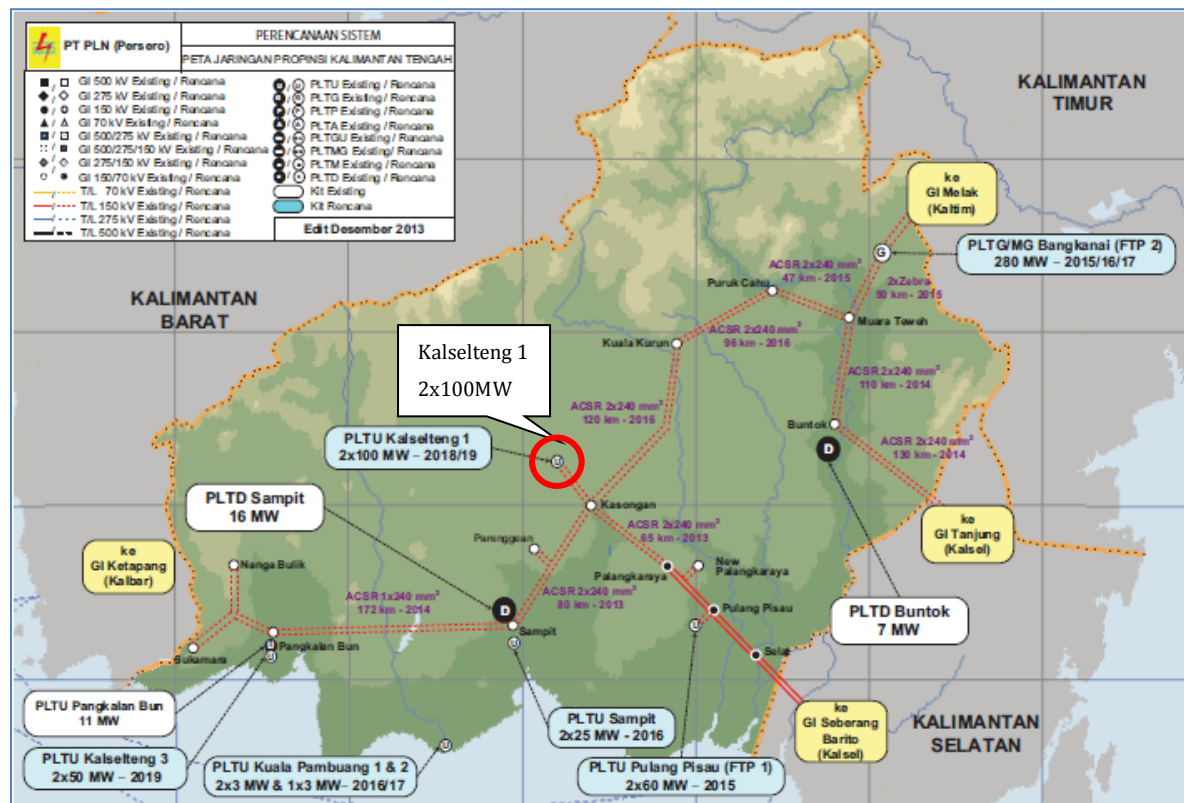 PT PLN (Persero)
PERENCANAAN SISTEM
PETA JARINGAN PROPINSI KALIMANTAN TENGAH
GI 500 kV Existing / Rencana
GI 275 kV Existing / Rencana
GI 150 kV Existing / Rencana
GI 70 kV Existing / Rencana
GI 500/275 kV Existing / Rencana
GI 500/275/150 kV Existing / Rencana
GI 275/150 kV Existing / Rencana
GI 150/70 kV Existing / Rencana
T/L 70 kV Existing / Rencana
T/L 150 kV Existing / Rencana
T/L 275 kV Existing / Rencana
T/L 500 kV Existing / Rencana
PLTU Existing / Rencana
PLTG Existing / Rencana
PLTP Existing / Rencana
PLTA Existing / Rencana
PLTGU Existing / Rencana
PLTMG Existing / Rencana
PLTM Existing / Rencana
PLTD Existing / Rencana
Kit Existing
Kit Rencana
Edit Desember 2013
KALIMANTAN
TIMUR
ke
GI Melak
(Kaltim)
G
PLTG/MG Bangkanai (FTP 2)
280 MW – 2015/16/17
ACSR 2x240 mm²
47 km - 2015
Puruk Cahu
2xZebra
50 km - 2015
KALIMANTAN
BARAT
Muara Teweh
ACSR 2x240 mm²
96 km - 2016
Kuala Kurun
Kalselteng 1
2x100MW
ACSR 2x240 mm²
110 km - 2014
ACSR 2x240 mm²
120 km - 2016
Buntok
D
PLTU Kalselteng 1
2x100 MW – 2018/19
U
ACSR 2x240 mm²
130 km - 2014
PLTD Sampit
16 MW
Kasongan
ACSR 2x240 mm²
65 km - 2013
ke
GI Tanjung
(Kalsel)
Parenggean
ke
GI Ketapang
(Kalbar)
Nanga Bulik
Palangkaraya
New
Palangkaraya
ACSR 1x240 mm²
172 km - 2014
ACSR 2x240 mm²
80 km - 2013
D
Pulang Pisau
U
PLTD Buntok
7 MW
Sampit
U
Pangkalan Bun
U
U
Sukamara
Selat
PLTU Pangkalan Bun
11 MW
PLTU Kalselteng 3
2x50 MW – 2019
U
PLTU Kuala Pambuang 1 & 2
2x3 MW & 1x3 MW– 2016/17
PLTU Sampit
2x25 MW - 2016
PLTU Pulang Pisau (FTP 1)
2x60 MW – 2015
ke
GI Seberang
Barito
(Kalsel)
KALIMANTAN
SELATAN